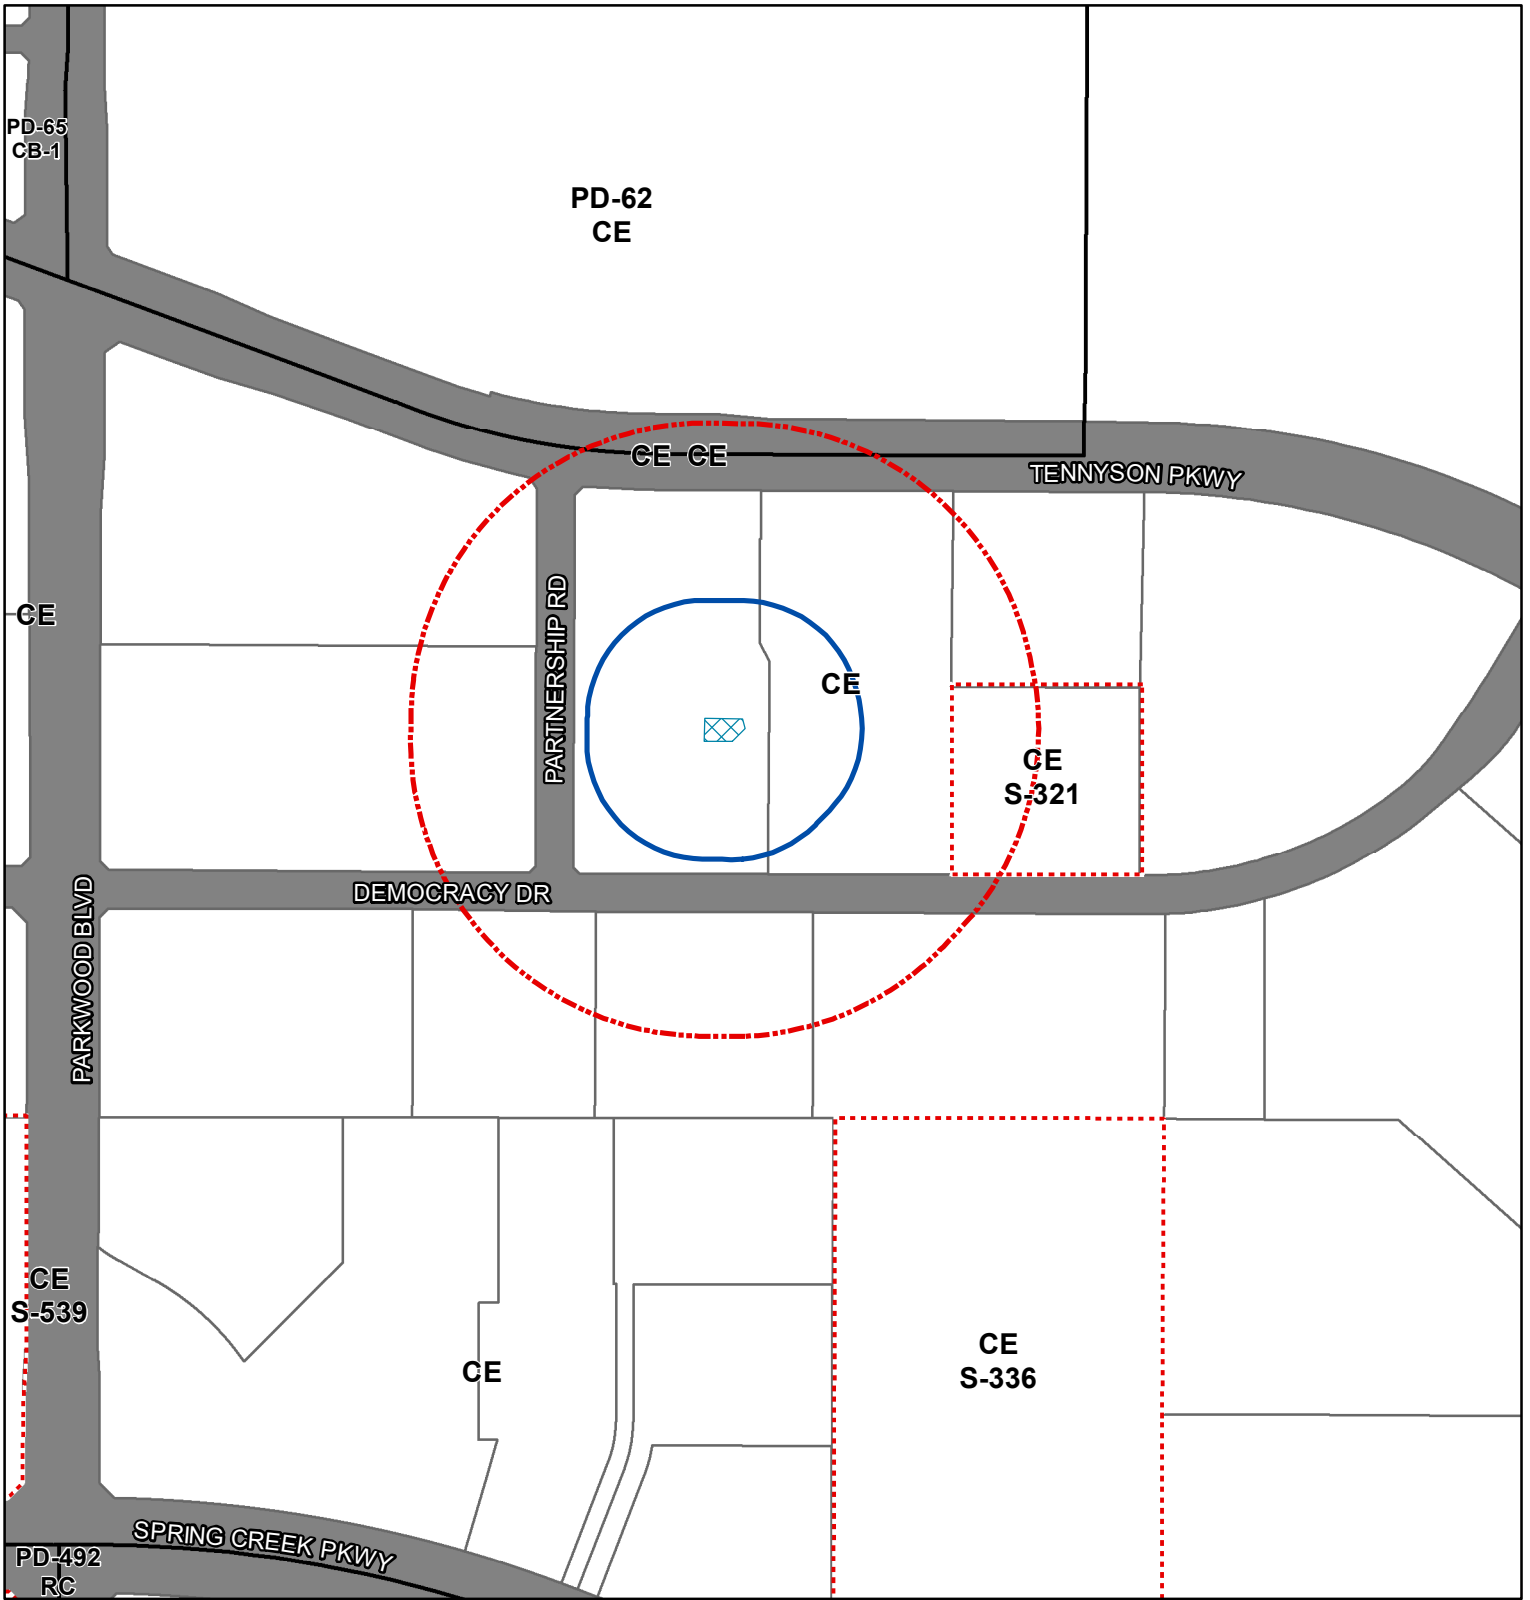 PD-65
CB-1
PD-62
CE
CE CE
TENNYSON PKWY
CE
PARTNERSHIP RD
CE
CE
S-321
DEMOCRACY DR
PARKWOOD BLVD
CE
S-539
CE
CE
S-336
SPRING CREEK PKWY
PD-492
RC